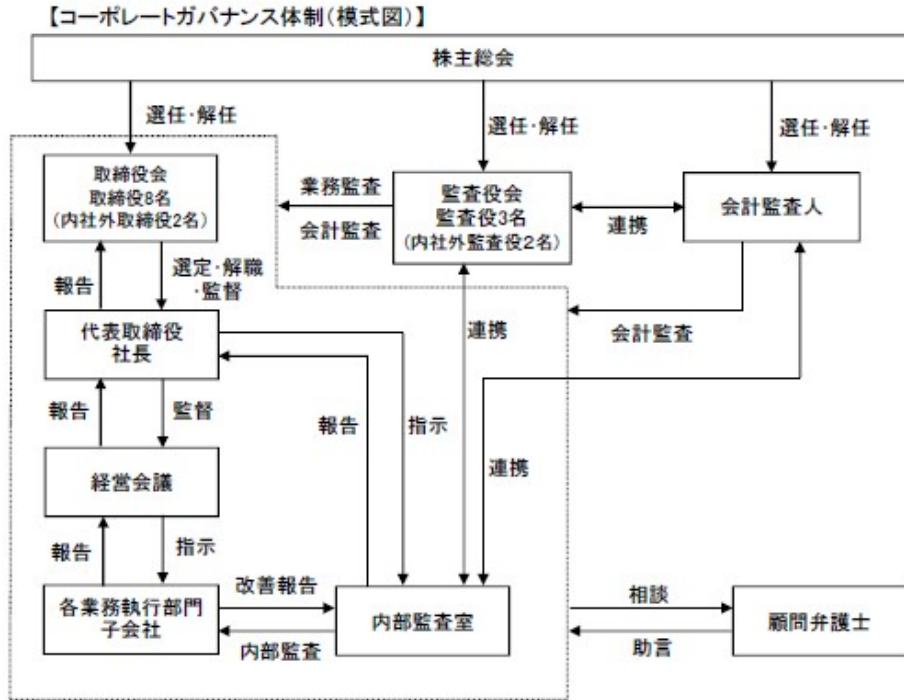 【コーポレートガバナンス体制(模式図)】
株主総会
選任・解任
選任・解任
選任・解任
取締役会
取締役8名
(内社外取締役2名)
業務監査
会計監査
監査役会
監査役3名
(内社外監査役2名)
連携
会計監査人
報告
選定・解職
・監督
代表取締役
社長
連携
会計監査
報告
監督
報告
指示
連携
経営会議
報告
指示
各業務執行部門
子会社
改善報告
内部監査
内部監査室
相談
助言
顧問弁護士